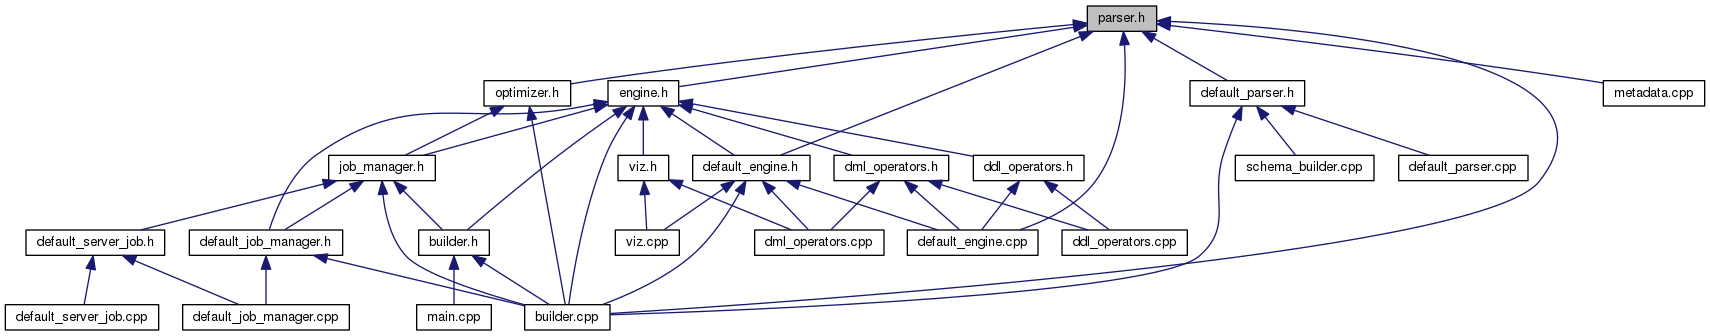 parser.h
optimizer.h
engine.h
default_parser.h
metadata.cpp
job_manager.h
viz.h
default_engine.h
dml_operators.h
ddl_operators.h
schema_builder.cpp
default_parser.cpp
default_server_job.h
default_job_manager.h
builder.h
viz.cpp
dml_operators.cpp
default_engine.cpp
ddl_operators.cpp
default_server_job.cpp
default_job_manager.cpp
main.cpp
builder.cpp